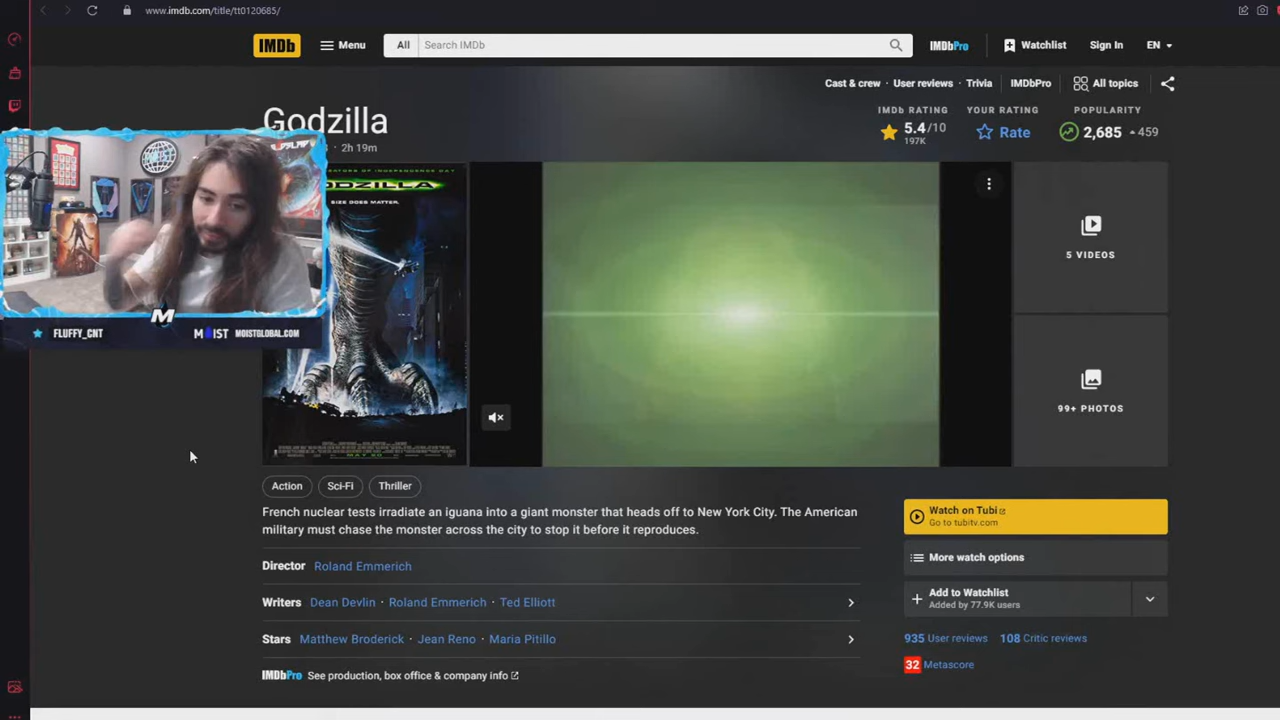 www.imdb.com/title/tt0120685/
IMDb
Menu
All
Search IMDb
IMDbPro
Watchlist
Sign In
EN
Cast & crew · User reviews · Trivia
IMDbPro
All topics
Godzilla
2h 19m
IMDb RATING
5.4/10
197K
YOUR RATING
Rate
POPULARITY
2,685
459
SIZE DOES MATTER.
5 VIDEOS
99+ PHOTOS
FLUFFY_CNT
M
MOIST
MOISTGLOBAL.COM
Action
Sci-Fi
Thriller
French nuclear tests irradiate an iguana into a giant monster that heads off to New York City. The American
military must chase the monster across the city to stop it before it reproduces.
Director Roland Emmerich
Writers Dean Devlin · Roland Emmerich · Ted Elliott
Stars Matthew Broderick · Jean Reno · Maria Pitillo
IMDbPro See production, box office & company info
Watch on Tubi
Go to tubitv.com
More watch options
Add to Watchlist
Added by 77.9K users
935 User reviews
108 Critic reviews
32 Metascore